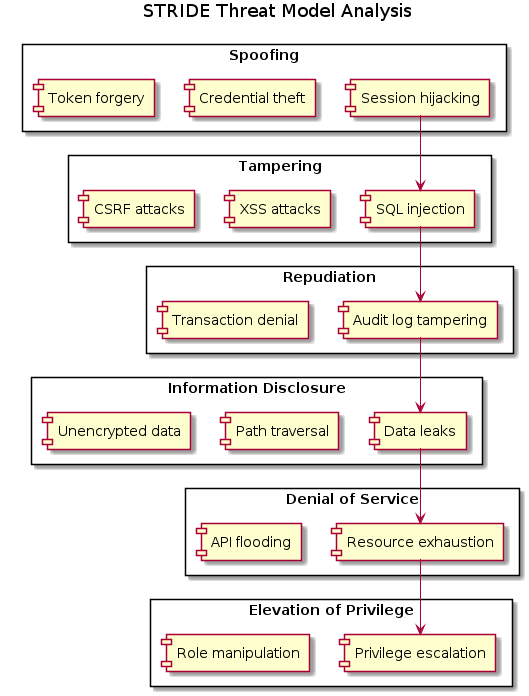 STRIDE Threat Model Analysis
Spoofing
Token forgery
Credential theft
Session hijacking
Tampering
CSRF attacks
XSS attacks
SQL injection
Repudiation
Transaction denial
Audit log tampering
Information Disclosure
Unencrypted data
Path traversal
Data leaks
Denial of Service
API flooding
Resource exhaustion
Elevation of Privilege
Role manipulation
Privilege escalation